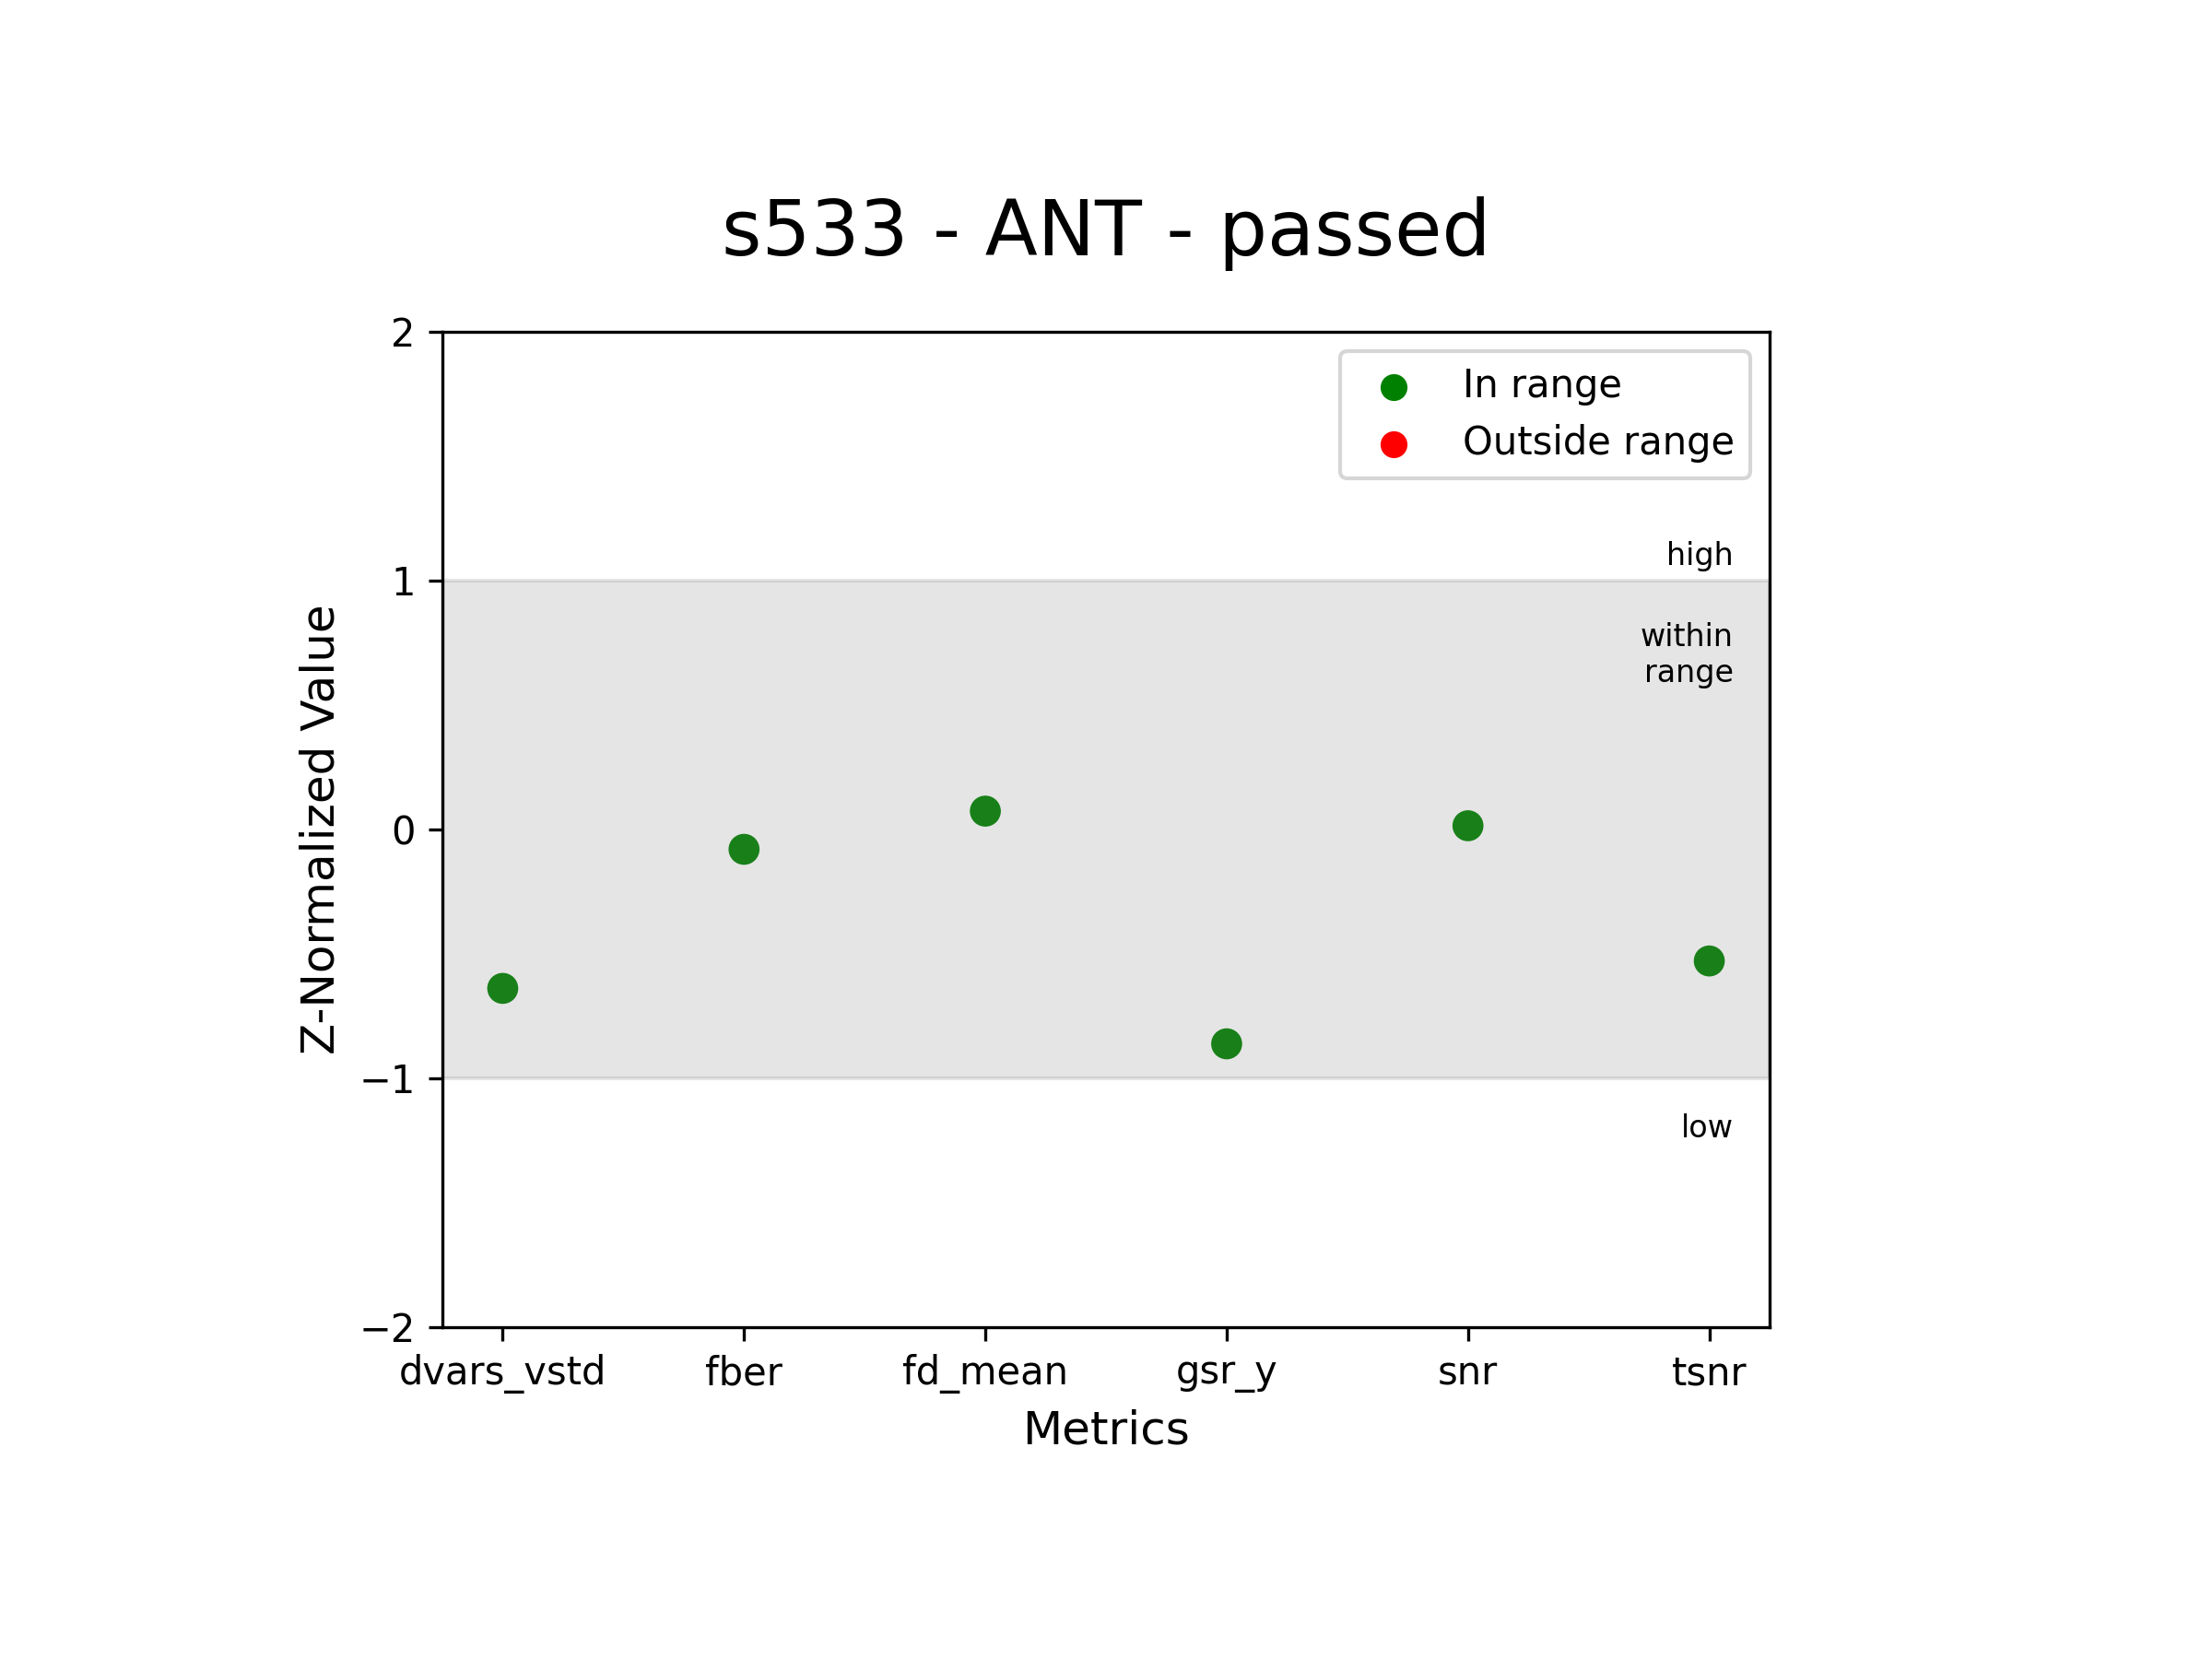 s533 - ANT - passed
2
In range
Outside range
high
1
within
range
Z-Normalized Value
0
−1
low
−2
dvars_vstd fber fd_mean gsr_y snr tsnr
Metrics